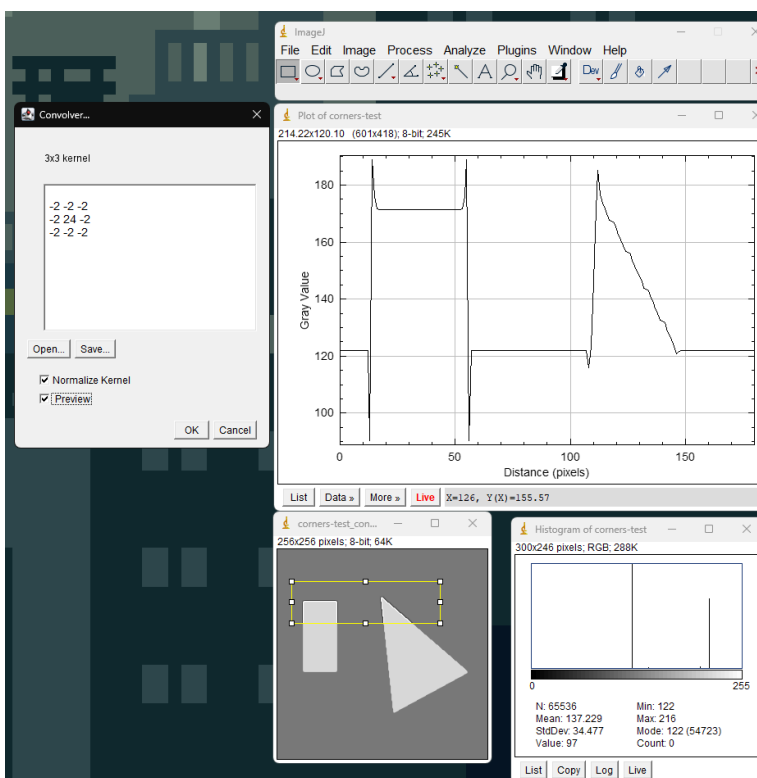 ImageJ
File Edit Image Process Analyze Plugins Window Help
Dev
Convolver...
3x3 kernel
-2 -2 -2
-2 24 -2
-2 -2 -2
Open... Save...
Normalize Kernel
Preview
OK Cancel
Plot of corners-test
214.22x120.10 (601x418); 8-bit; 245K
180
160
140
120
100
Gray Value
0 50 100 150
Distance (pixels)
List Data » More » Live X=126, Y(X)=155.57
corners-test_con...
256x256 pixels; 8-bit; 64K
Histogram of corners-test
300x246 pixels; RGB; 288K
0 255
N: 65536 Min: 122
Mean: 137.229 Max: 216
StdDev: 34.477 Mode: 122 (54723)
Value: 97 Count: 0
List Copy Log Live